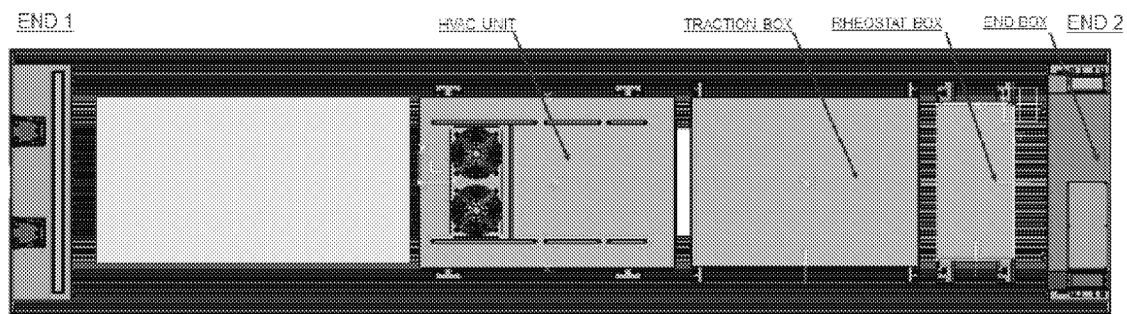 END 1
HVAC UNIT
TRACTION BOX
RHEOSTAT BOX
END BOX
END 2